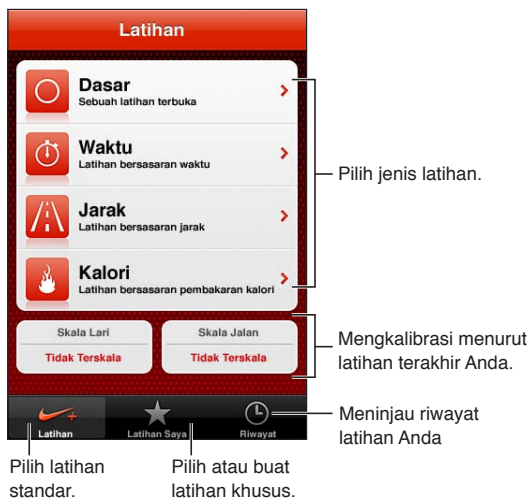 Latihan
Dasar
Sebuah latihan terbuka
Waktu
Latihan bersasaran waktu
Jarak
Latihan bersasaran jarak
Kalori
Latihan bersasaran pembakaran kalori
Pilih jenis latihan.
Skala Lari
Tidak Terskala
Skala Jalan
Tidak Terskala
Mengkalibrasi menurut
latihan terakhir Anda.
Latihan
Latihan Saya
Riwayat
Meninjau riwayat
latihan Anda
Pilih latihan
standar.
Pilih atau buat
latihan khusus.